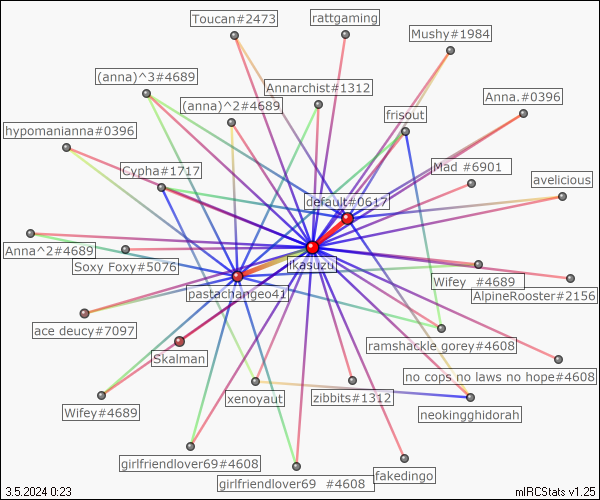 Toucan#2473
rattgaming
Mushy#1984
(anna)^3#4689
Annarchist#1312
Anna.#0396
(anna)^2#4689
frisout
hypomanianna#0396
Cypha#1717
Mad #6901
avelicious
default#0617
Anna^2#4689
Soxy Foxy#5076
ikasuzu
Wifey _#4689
pastachangeo41
AlpineRooster#2156
ace deucy#7097
ramshackle gorey#4608
Skalman
no cops no laws no hope#4608
xenoyaut
zibbits#1312
Wifey#4689
neokingghidorah
girlfriendlover69#4608
fakedingo
girlfriendlover69 _#4608
3.5.2024 0:23
mIRCStats v1.25